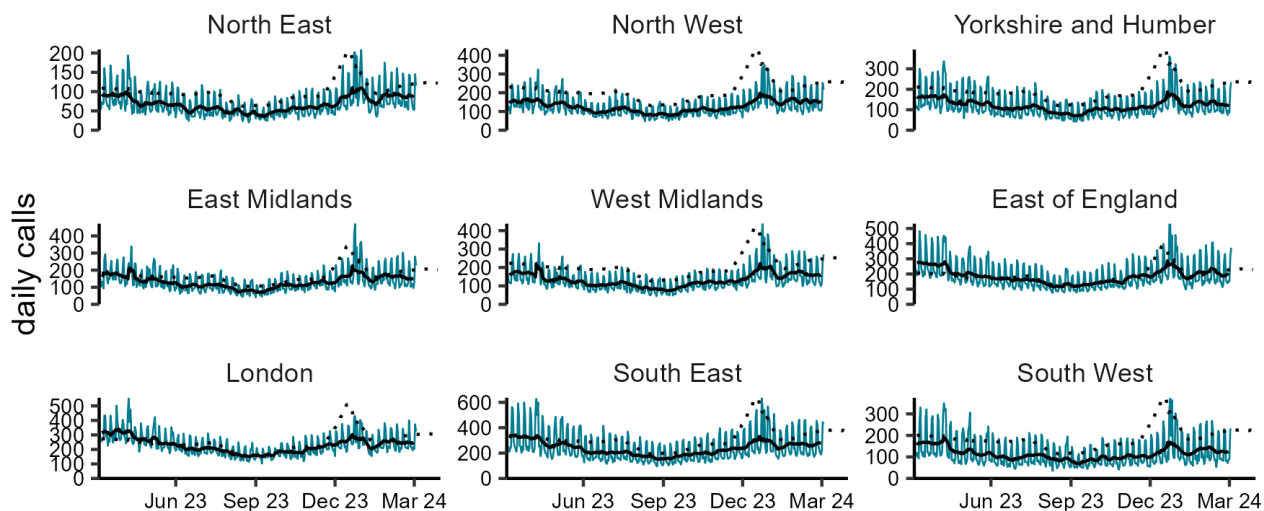 North East North West Yorkshire and Humber
200 150 100 50 0
400 300 200 100 0
300 200 100 0
daily calls
East Midlands West Midlands East of England
400 300 200 100 0
400 300 200 100 0
500 400 300 200 100 0
London South East South West
500 400 300 200 100 0
600 400 200 0
300 200 100 0
Jun 23 Sep 23 Dec 23 Mar 24 Jun 23 Sep 23 Dec 23 Mar 24 Jun 23 Sep 23 Dec 23 Mar 24